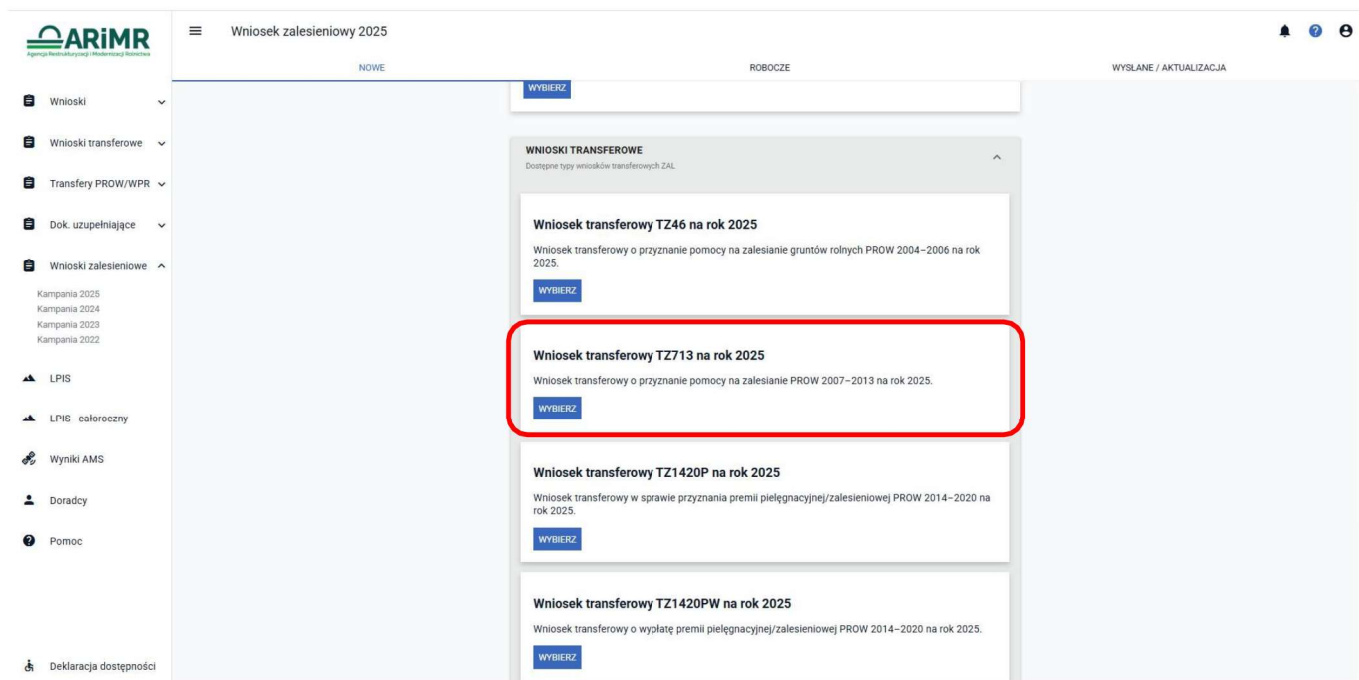 ARiMR
Agencja Restrukturyzacji i Modernizacji Rolnictwa
Wniosek zalesieniowy 2025
NOWE
ROBOCZE
WYSŁANE / AKTUALIZACJA
Wnioski
Wnioski transferowe
Transfery PROW/WPR
Dok. uzupełniające
Wnioski zalesieniowe
Kampania 2025
Kampania 2024
Kampania 2023
Kampania 2022
LPIS
LPIS całoroczny
Wyniki AMS
Doradcy
Pomoc
Deklaracja dostępności
WYBIERZ
WNIOSKI TRANSFEROWE
Dostępne typy wniosków transferowych ZAL
Wniosek transferowy TZ46 na rok 2025
Wniosek transferowy o przyznanie pomocy na zalesianie gruntów rolnych PROW 2004–2006 na rok
2025.
WYBIERZ
Wniosek transferowy TZ713 na rok 2025
Wniosek transferowy o przyznanie pomocy na zalesianie PROW 2007–2013 na rok 2025.
WYBIERZ
Wniosek transferowy TZ1420P na rok 2025
Wniosek transferowy w sprawie przyznania premii pielęgnacyjnej/zalesieniowej PROW 2014–2020 na
rok 2025.
WYBIERZ
Wniosek transferowy TZ1420PW na rok 2025
Wniosek transferowy o wypłatę premii pielęgnacyjnej/zalesieniowej PROW 2014–2020 na rok 2025.
WYBIERZ